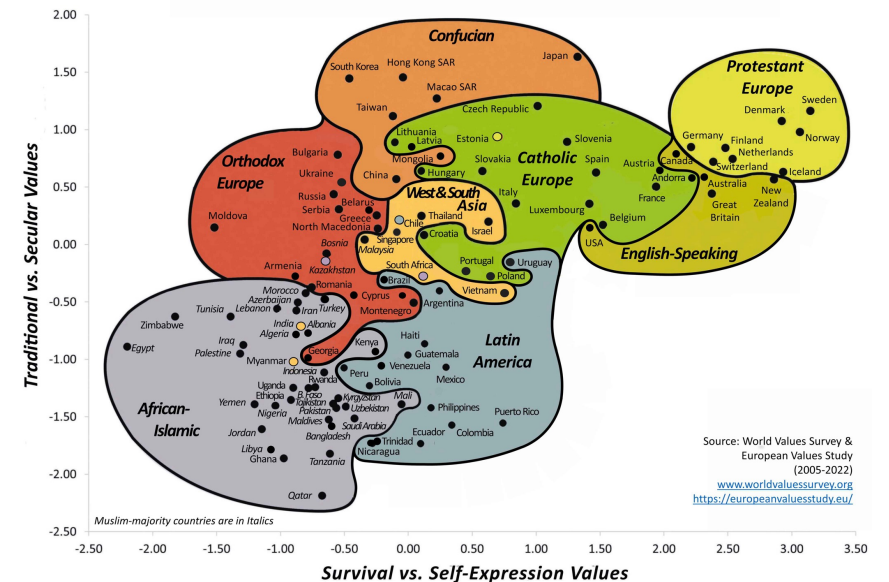 2.00
1.50
1.00
0.50
0.00
-0.50
-1.00
-1.50
-2.00
-2.50
Traditional vs. Secular Values
Confucian
Japan
Hong Kong SAR
South Korea
Macao SAR
Taiwan
Protestant
Europe
Sweden
Denmark
Norway
Czech Republic
Lithuania
Latvia
Estonia
Slovenia
Germany
Finland
Netherlands
Switzerland
Iceland
Mongolia
Hungary
China
Slovakia
Catholic
Europe
Spain
Austria
Canada
Andorra
France
Australia
Great
Britain
New
Zealand
Orthodox
Europe
Bulgaria
Ukraine
Russia
Belarus
Serbia
Greece
North Macedonia
Moldova
West & South
Asia
Italy
Luxembourg
Belgium
USA
English-Speaking
Thailand
Chile
Israel
Singapore
Croatia
Malaysia
Bosnia
Kazakhstan
South Africa
Portugal
Uruguay
Poland
Armenia
Brazil
Argentina
Vietnam
Morocco
Romania
Azerbaijan
Cyprus
Tunisia
Lebanon
Iran
Turkey
Montenegro
Zimbabwe
India
Albania
Algeria
Latin
America
Egypt
Iraq
Palestine
Georgia
Kenya
Haiti
Guatemala
Myanmar
Indonesia
Peru
Venezuela
Mexico
Uganda
Rwanda
Bolivia
Ethiopia
B. Faso
Kyrgyzstan
Mali
Yemen
Nigeria
Tajikistan
Pakistan
Uzbekistan
Philippines
African-
Islamic
Maldives
Saudi Arabia
Puerto Rico
Jordan
Bangladesh
Ecuador
Colombia
Libya
Ghana
Trinidad
Nicaragua
Tanzania
Qatar
Source: World Values Survey &
European Values Study
(2005-2022)
www.worldvaluessurvey.org
https://europeanvaluesstudy.eu/
Muslim-majority countries are in Italics
-2.50 -2.00 -1.50 -1.00 -0.50 0.00 0.50 1.00 1.50 2.00 2.50 3.00 3.50
Survival vs. Self-Expression Values